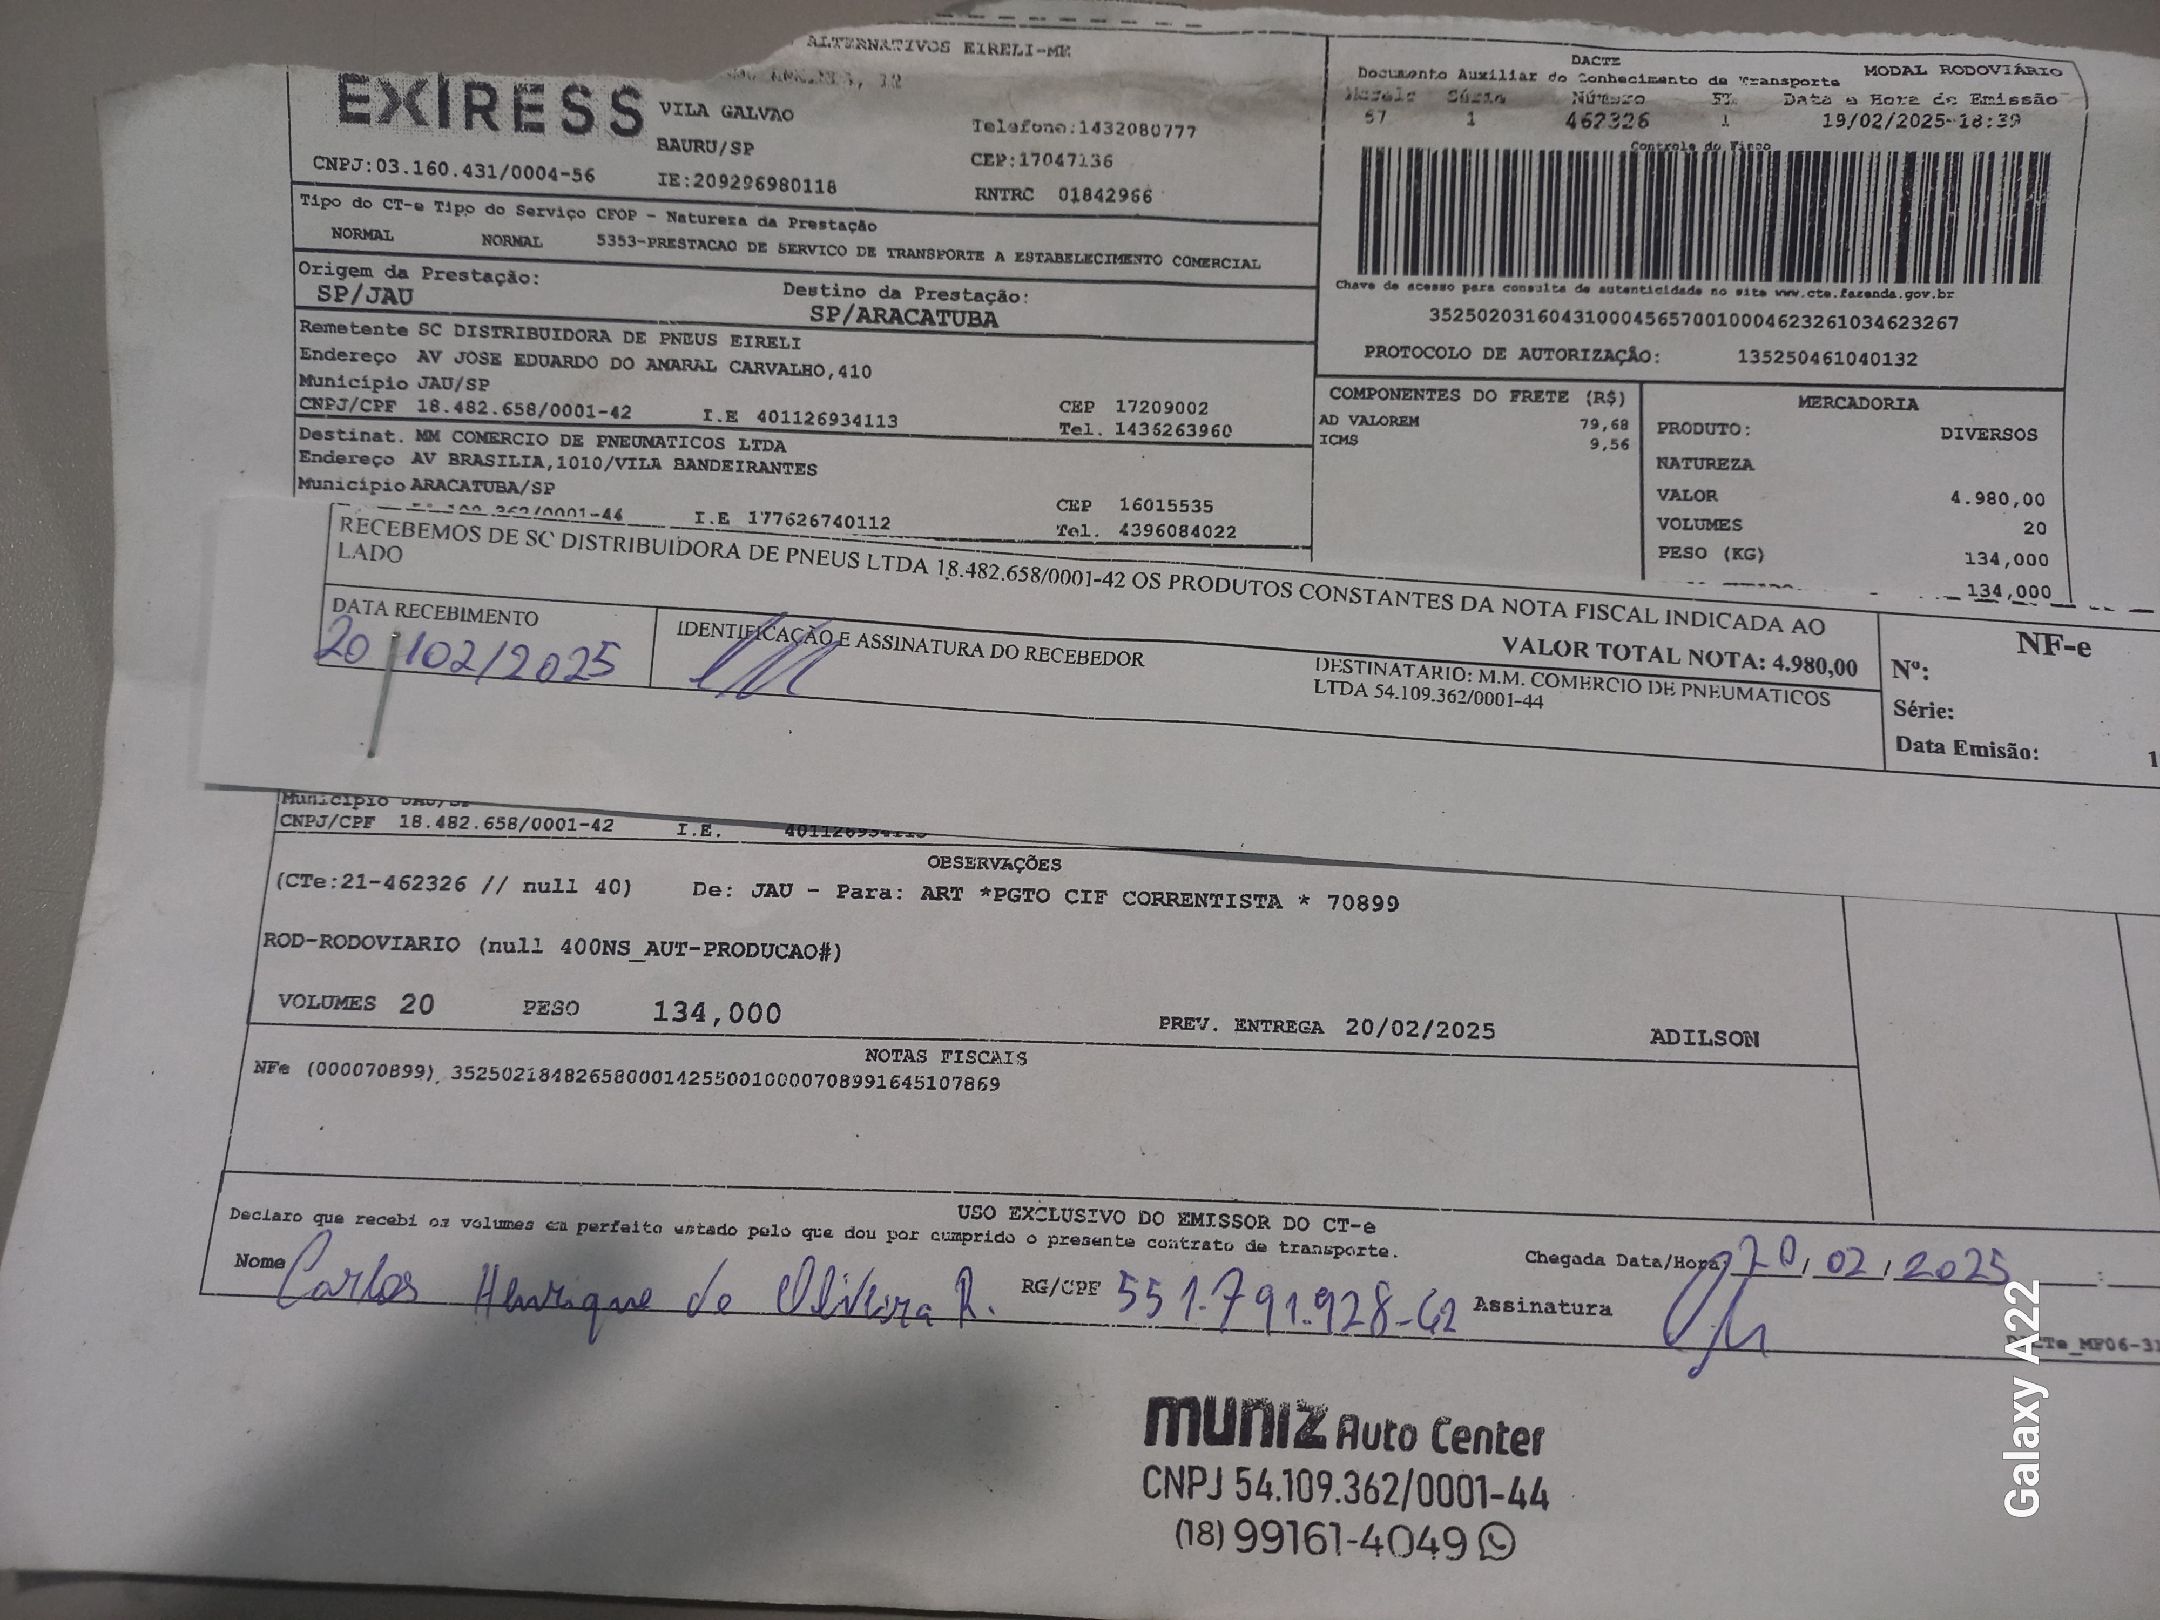 ALTERNATIVOS EIRELI-ME
EXIRESS
VILA GALVAO
BAURU/SP
CNPJ:03.160.431/0004-56
IE:209296980118
Telefone:1432080777
CEP:17047136
RNTRC 01842966
DACTE
Documento Auxiliar do Conhecimento de Transporte
MODAL RODOVIÁRIO
Modelo Série Número FL Data e Hora de Emissão
57 1 462326 1 19/02/2025-18:39
Controle do Fisco
Chave de acesso para consulta de autenticidade no site www.cte.fazenda.gov.br
35250203160431000456570010004623261034623267
PROTOCOLO DE AUTORIZAÇÃO: 135250461040132
Tipo do CT-e Tipo do Serviço CFOP - Natureza da Prestação
NORMAL NORMAL 5353-PRESTACAO DE SERVICO DE TRANSPORTE A ESTABELECIMENTO COMERCIAL
Origem da Prestação:
SP/JAU
Destino da Prestação:
SP/ARACATUBA
Remetente SC DISTRIBUIDORA DE PNEUS EIRELI
Endereço AV JOSE EDUARDO DO AMARAL CARVALHO,410
Município JAU/SP
CNPJ/CPF 18.482.658/0001-42 I.E 401126934113
CEP 17209002
Tel. 1436263960
Destinat. MM COMERCIO DE PNEUMATICOS LTDA
Endereço AV BRASILIA,1010/VILA BANDEIRANTES
Município ARACATUBA/SP
I.E 177626740112
CEP 16015535
Tel. 4396084022
COMPONENTES DO FRETE (R$)
AD VALOREM 79,68
ICMS 9,56
MERCADORIA
PRODUTO: DIVERSOS
NATUREZA
VALOR 4.980,00
VOLUMES 20
PESO (KG) 134,000
134,000
RECEBEMOS DE SC DISTRIBUIDORA DE PNEUS LTDA 18.482.658/0001-42 OS PRODUTOS CONSTANTES DA NOTA FISCAL INDICADA AO
LADO
VALOR TOTAL NOTA: 4.980,00
DATA RECEBIMENTO
20/02/2025
IDENTIFICAÇÃO E ASSINATURA DO RECEBEDOR
DESTINATARIO: M.M. COMERCIO DE PNEUMATICOS
LTDA 54.109.362/0001-44
NF-e
Nº:
Série:
Data Emisão: 1
Município JAU/SP
CNPJ/CPF 18.482.658/0001-42 I.E. 401126934113
OBSERVAÇÕES
(CTe:21-462326 // null 40) De: JAU - Para: ART *PGTO CIF CORRENTISTA * 70899
ROD-RODOVIARIO (null 400NS_AUT-PRODUCAO#)
VOLUMES 20 PESO 134,000
PREV. ENTREGA 20/02/2025 ADILSON
NOTAS FISCAIS
NFe (000070899) 35250218482658000142550010000708991645107869
USO EXCLUSIVO DO EMISSOR DO CT-e
Declaro que recebi os volumes em perfeito estado pelo que dou por cumprido o presente contrato de transporte.
Nome Carlos Henrique de Oliveira R. RG/CPF 551.791.928-42 Assinatura
Chegada Data/Hora 20/02/2025 :
muniz Auto Center
CNPJ 54.109.362/0001-44
(18) 99161-4049
Galaxy A22